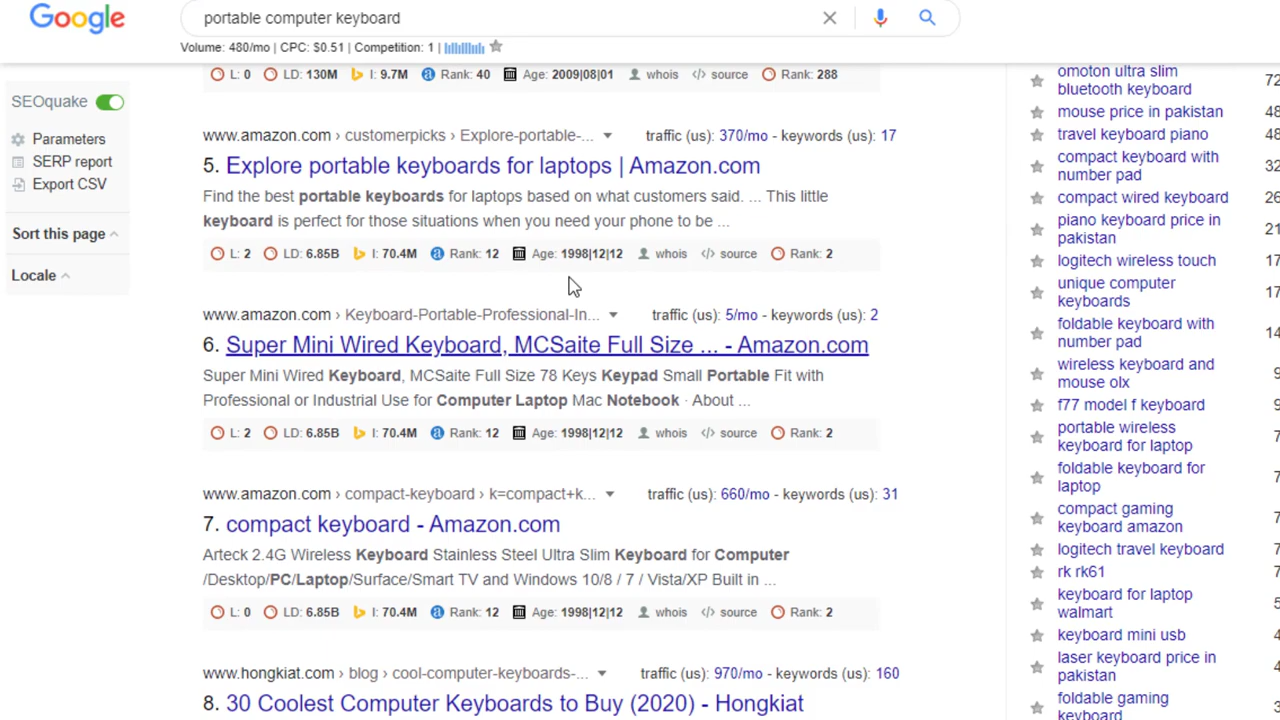 Google
portable computer keyboard
Volume: 480/mo | CPC: $0.51 | Competition: 1 |
SEOquake
Parameters
SERP report
Export CSV
Sort this page
Locale
L: 0 LD: 130M I: 9.7M Rank: 40 Age: 2009|08|01 whois </> source Rank: 288
www.amazon.com › customerpicks › Explore-portable-... traffic (us): 370/mo - keywords (us): 17
5. Explore portable keyboards for laptops | Amazon.com
Find the best portable keyboards for laptops based on what customers said. ... This little
keyboard is perfect for those situations when you need your phone to be ...
L: 2 LD: 6.85B I: 70.4M Rank: 12 Age: 1998|12|12 whois </> source Rank: 2
www.amazon.com › Keyboard-Portable-Professional-In... traffic (us): 5/mo - keywords (us): 2
6. Super Mini Wired Keyboard, MCSaite Full Size ... - Amazon.com
Super Mini Wired Keyboard, MCSaite Full Size 78 Keys Keypad Small Portable Fit with
Professional or Industrial Use for Computer Laptop Mac Notebook · About ...
L: 2 LD: 6.85B I: 70.4M Rank: 12 Age: 1998|12|12 whois </> source Rank: 2
www.amazon.com › compact-keyboard › k=compact+k... traffic (us): 660/mo - keywords (us): 31
7. compact keyboard - Amazon.com
Arteck 2.4G Wireless Keyboard Stainless Steel Ultra Slim Keyboard for Computer
/Desktop/PC/Laptop/Surface/Smart TV and Windows 10/8 / 7 / Vista/XP Built in ...
L: 0 LD: 6.85B I: 70.4M Rank: 12 Age: 1998|12|12 whois </> source Rank: 2
www.hongkiat.com › blog › cool-computer-keyboards-... traffic (us): 970/mo - keywords (us): 160
8. 30 Coolest Computer Keyboards to Buy (2020) - Hongkiat
omoton ultra slim
bluetooth keyboard
mouse price in pakistan
travel keyboard piano
compact keyboard with
number pad
compact wired keyboard
piano keyboard price in
pakistan
logitech wireless touch
unique computer
keyboards
foldable keyboard with
number pad
wireless keyboard and
mouse olx
f77 model f keyboard
portable wireless
keyboard for laptop
foldable keyboard for
laptop
compact gaming
keyboard amazon
logitech travel keyboard
rk rk61
keyboard for laptop
walmart
keyboard mini usb
laser keyboard price in
pakistan
foldable gaming
keyboard